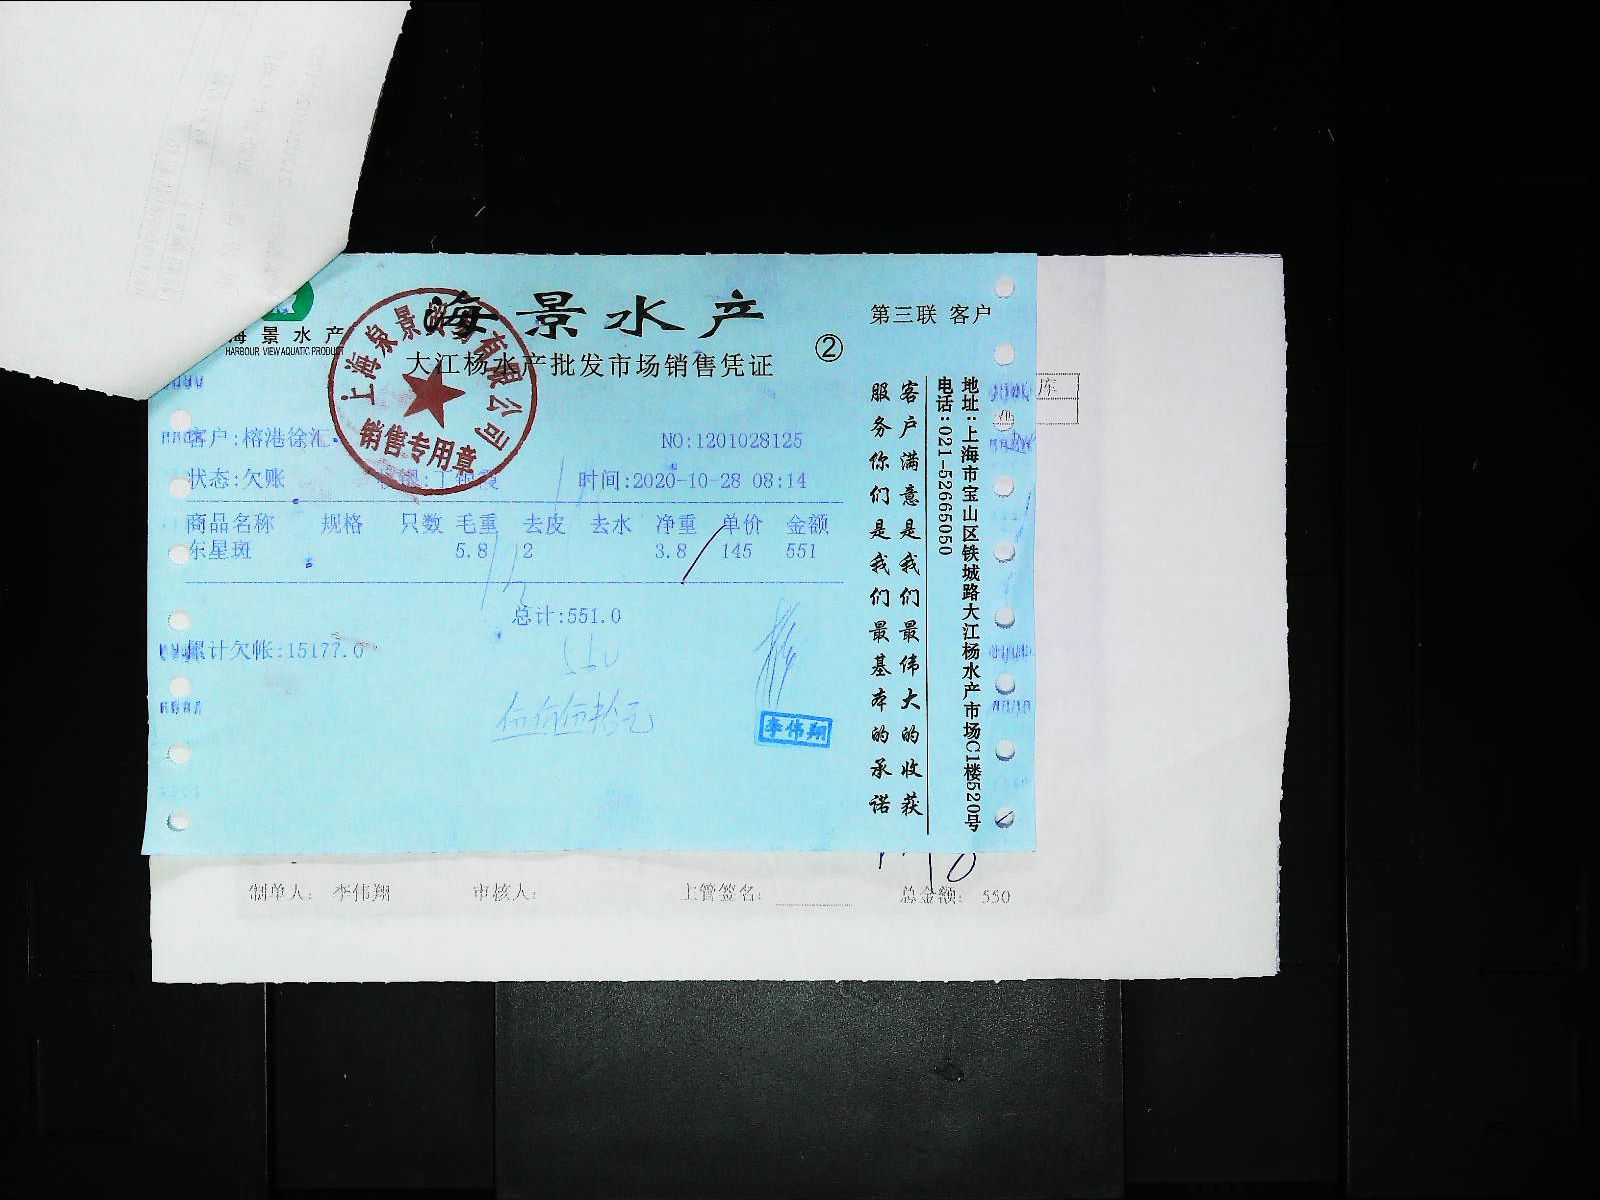 海景水产
HARBOUR VIEW AQUATIC PRODUCT
海景水产
大江杨水产批发市场销售凭证
②
第三联 客户
上海泉景
有限公司
销售专用章
客户:榕港徐汇
NO:1201028125
状态:欠账
时间:2020-10-28 08:14
商品名称 规格 只数 毛重 去皮 去水 净重 单价 金额
东星斑 5.8 2 3.8 145 551
总计:551.0
累计欠帐:15177.0
550
李伟翔
客户满意是我们最伟大的收获
服务你们是我们最基本的承诺
地址:上海市宝山区铁城路大江杨水产市场C1楼520号
电话:021-52665050
库
制单人: 李伟翔 审核人: 主管签名: 总金额: 550